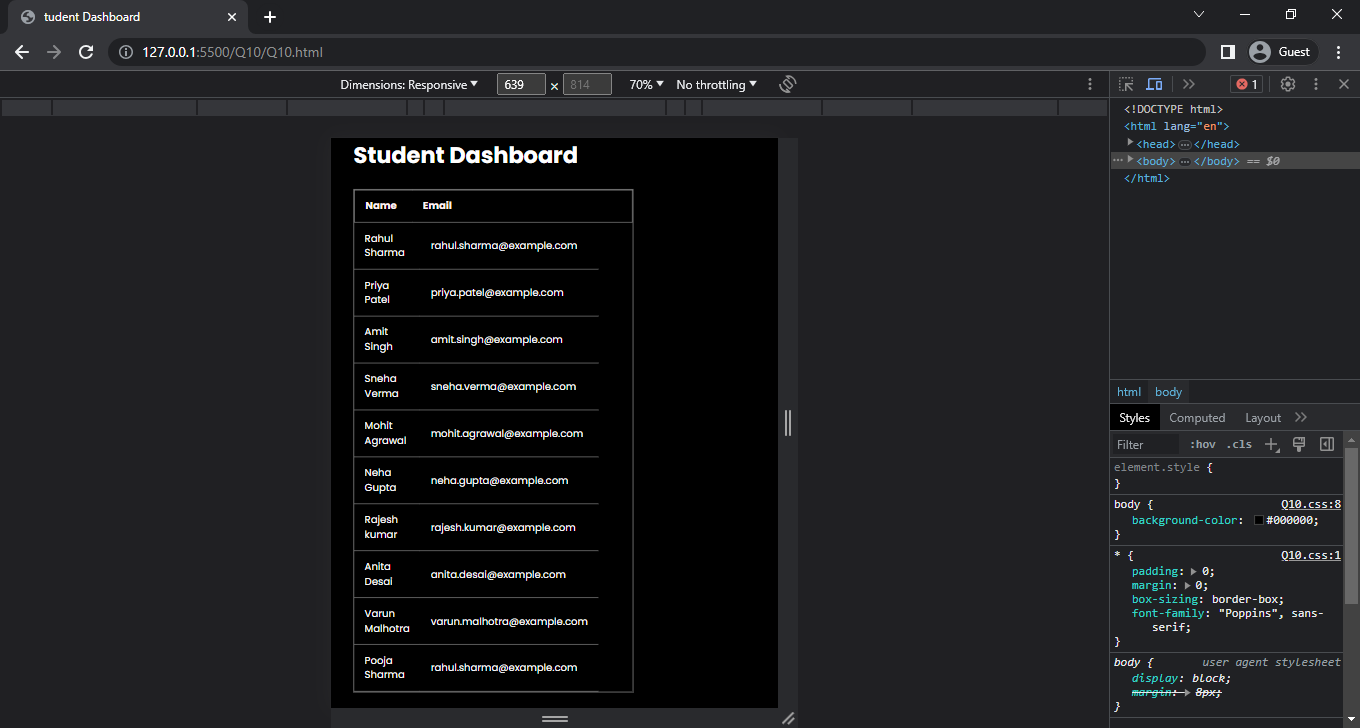 tudent Dashboard
127.0.0.1:5500/Q10/Q10.html
Guest
Dimensions: Responsive 639 × 814 70% No throttling
1
Student Dashboard
Name Email
Rahul
Sharma
rahul.sharma@example.com
Priya
Patel
priya.patel@example.com
Amit
Singh
amit.singh@example.com
Sneha
Verma
sneha.verma@example.com
Mohit
Agrawal
mohit.agrawal@example.com
Neha
Gupta
neha.gupta@example.com
Rajesh
kumar
rajesh.kumar@example.com
Anita
Desai
anita.desai@example.com
Varun
Malhotra
varun.malhotra@example.com
Pooja
Sharma
rahul.sharma@example.com
<!DOCTYPE html>
<html lang="en">
<head> … </head>
<body> … </body> == $0
</html>
html body
Styles Computed Layout
Filter :hov .cls
element.style {
}
body { Q10.css:8
background-color: #000000;
}
* { Q10.css:1
padding: 0;
margin: 0;
box-sizing: border-box;
font-family: "Poppins", sans-
serif;
}
body { user agent stylesheet
display: block;
margin: 8px;
}